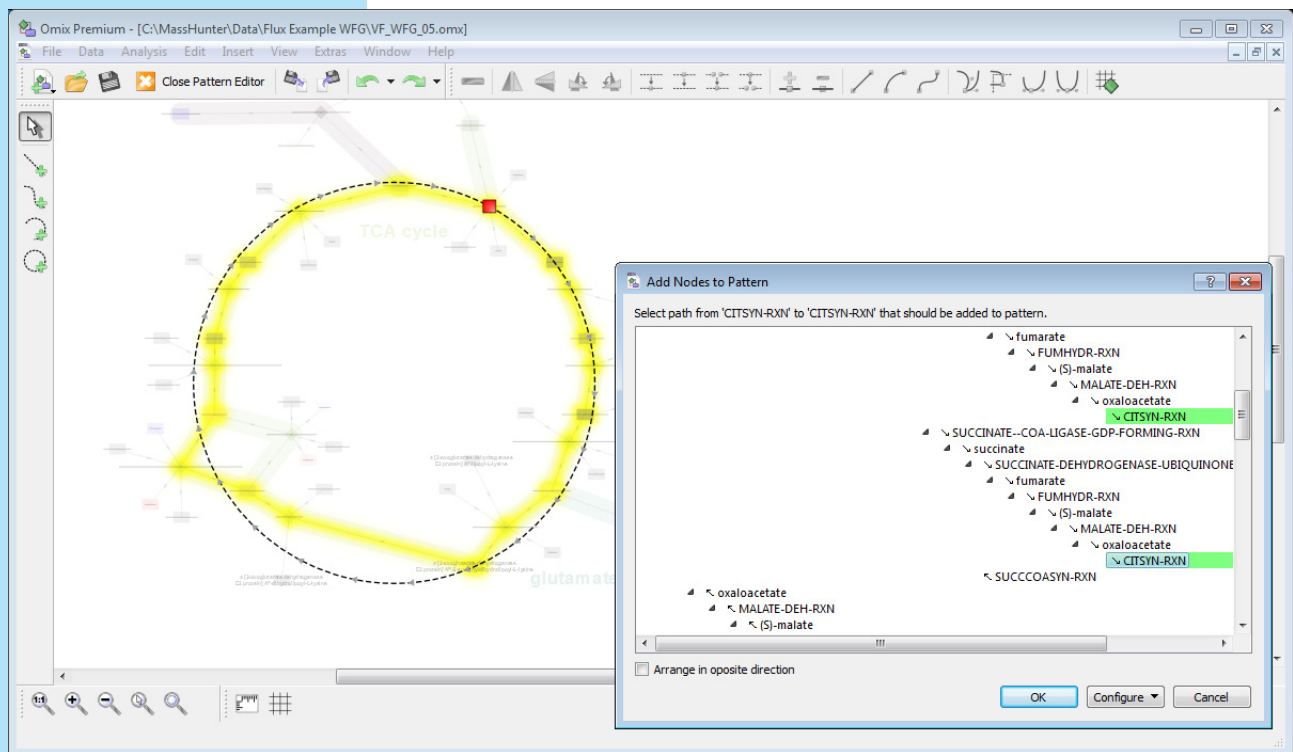 Omix Premium - [C:\MassHunter\Data\Flux Example WFG\VF_WFG_05.omx]
File Data Analysis Edit Insert View Extras Window Help
Close Pattern Editor
TCA cycle
glutamate
Add Nodes to Pattern
Select path from 'CITSYN-RXN' to 'CITSYN-RXN' that should be added to pattern.
fumarate
FUMHYDR-RXN
(S)-malate
MALATE-DEH-RXN
oxaloacetate
CITSYN-RXN
SUCCINATE--COA-LIGASE-GDP-FORMING-RXN
succinate
SUCCINATE-DEHYDROGENASE-UBIQUINONE
fumarate
FUMHYDR-RXN
(S)-malate
MALATE-DEH-RXN
oxaloacetate
CITSYN-RXN
SUCCCOASYN-RXN
oxaloacetate
MALATE-DEH-RXN
(S)-malate
Arrange in oposite direction
OK Configure Cancel
1:1